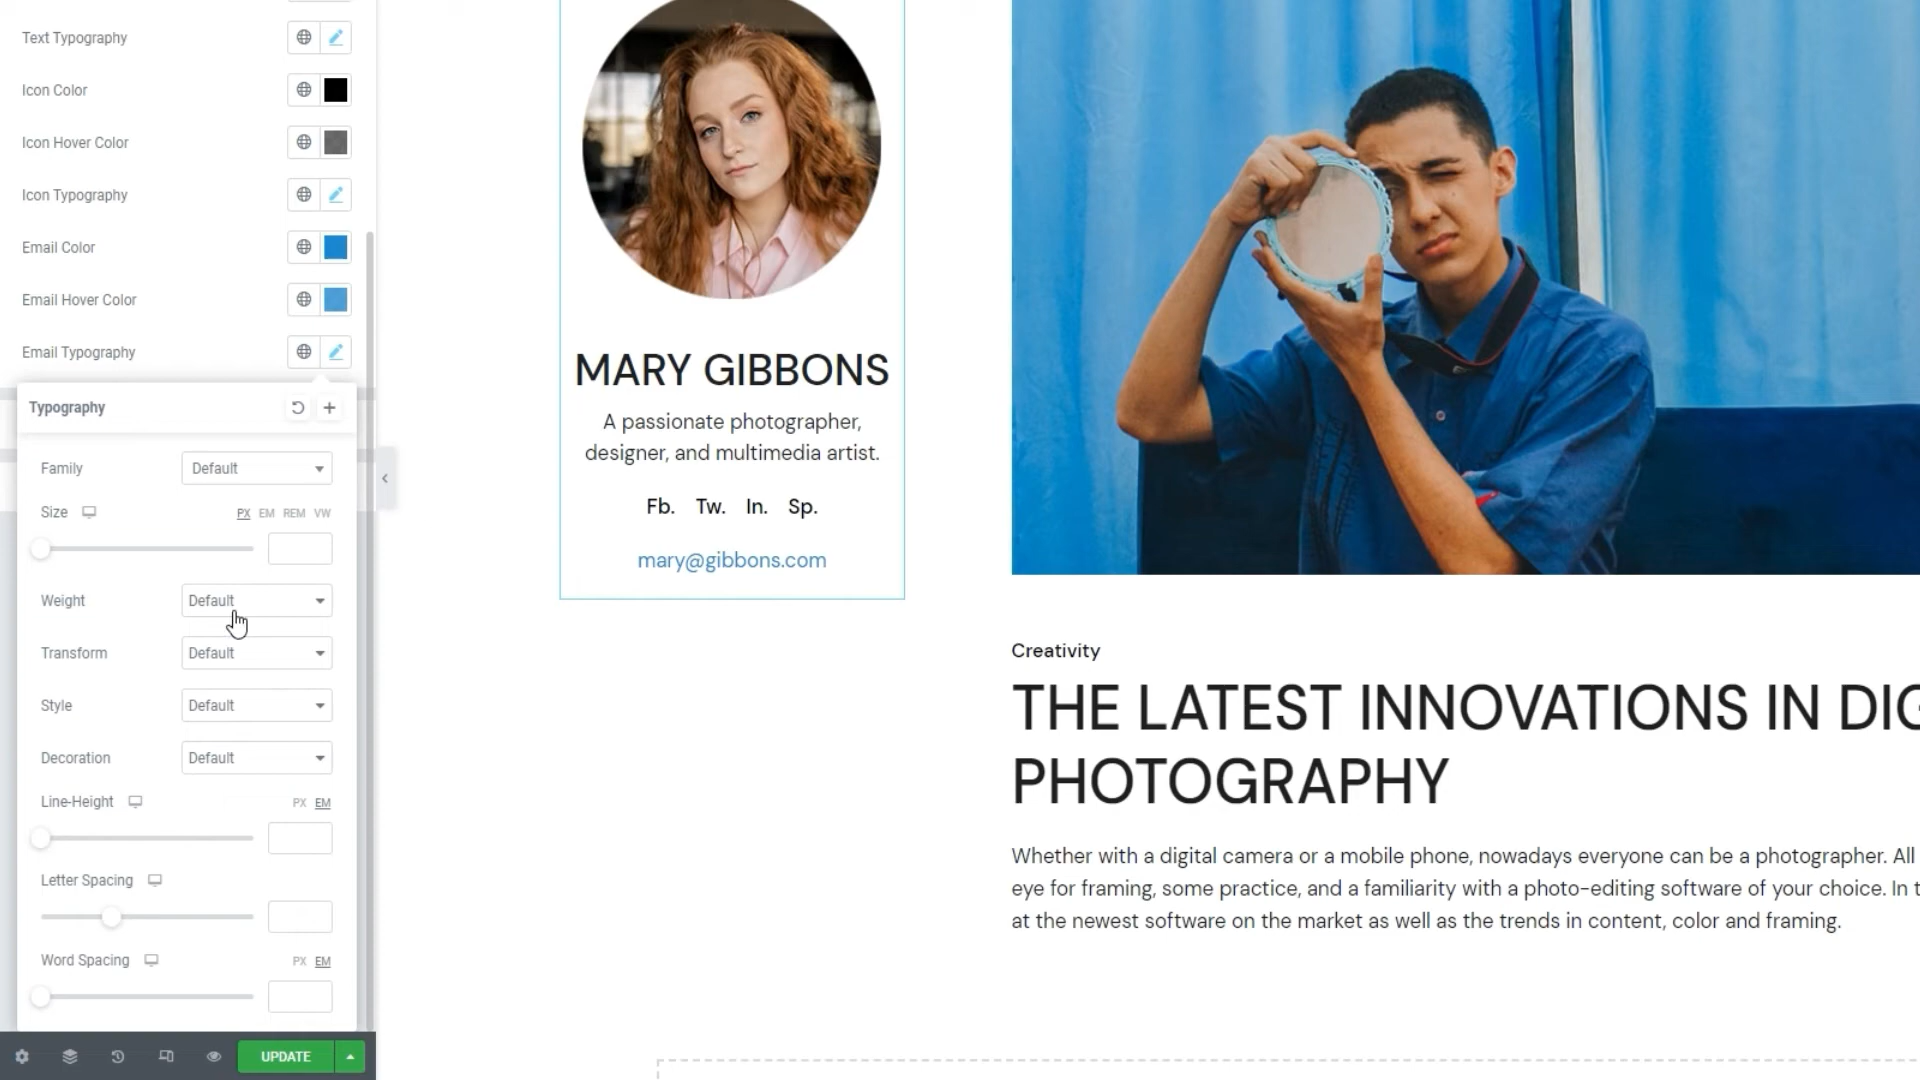 Text Typography
Icon Color
Icon Hover Color
Icon Typography
Email Color
Email Hover Color
Email Typography
Typography
Family Default
Size PX EM REM VW
Weight Default
Transform Default
Style Default
Decoration Default
Line-Height PX EM
Letter Spacing
Word Spacing PX EM
UPDATE
MARY GIBBONS
A passionate photographer,
designer, and multimedia artist.
Fb. Tw. In. Sp.
mary@gibbons.com
Creativity
THE LATEST INNOVATIONS IN DIG
PHOTOGRAPHY
Whether with a digital camera or a mobile phone, nowadays everyone can be a photographer. All
eye for framing, some practice, and a familiarity with a photo-editing software of your choice. In t
at the newest software on the market as well as the trends in content, color and framing.